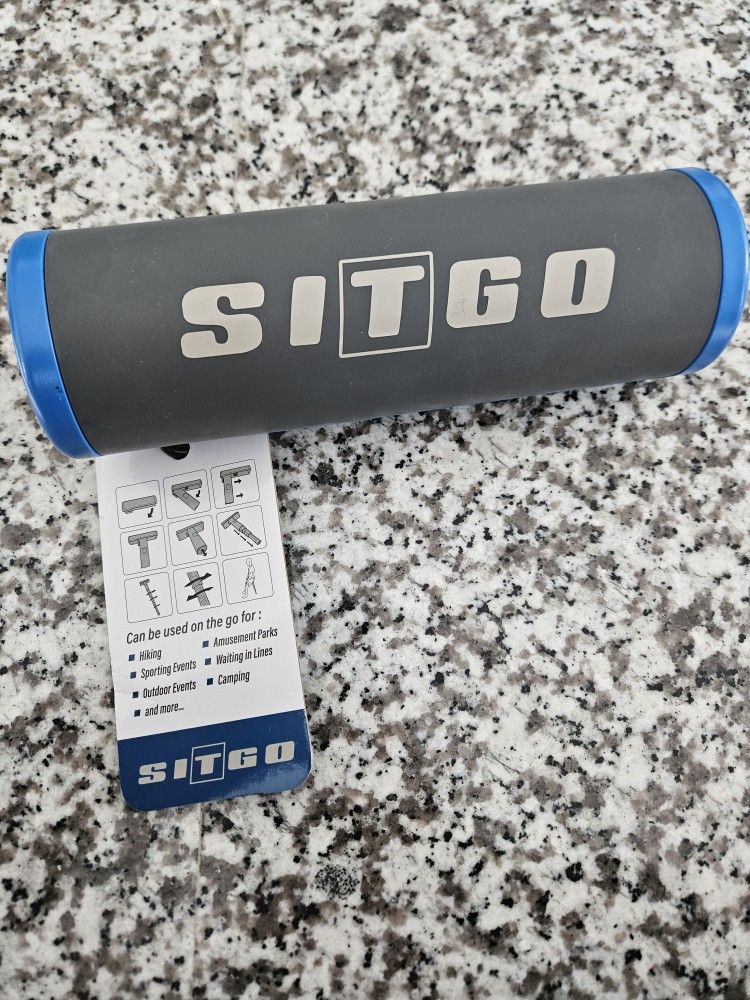 SITGO
Can be used on the go for :
Hiking
Sporting Events
Outdoor Events
and more...
Amusement Parks
Waiting in Lines
Camping
SITGO